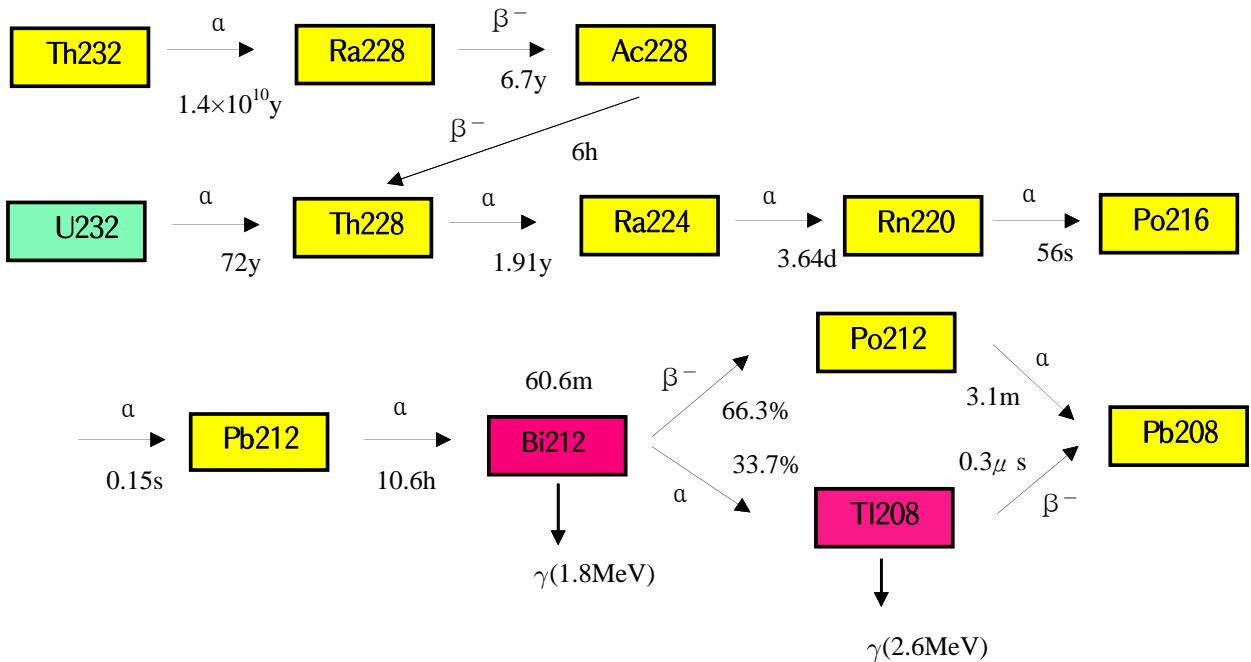 α β⁻
Th232 Ra228 Ac228
1.4×10¹⁰y 6.7y
β⁻ 6h
α α α α
U232 Th228 Ra224 Rn220 Po216
72y 1.91y 3.64d 56s
Po212
60.6m β⁻ α
66.3% 3.1m
α α
Pb212 Bi212 Pb208
0.15s 10.6h 33.7% 0.3μ s
α β⁻
Tl208
γ(1.8MeV)
γ(2.6MeV)